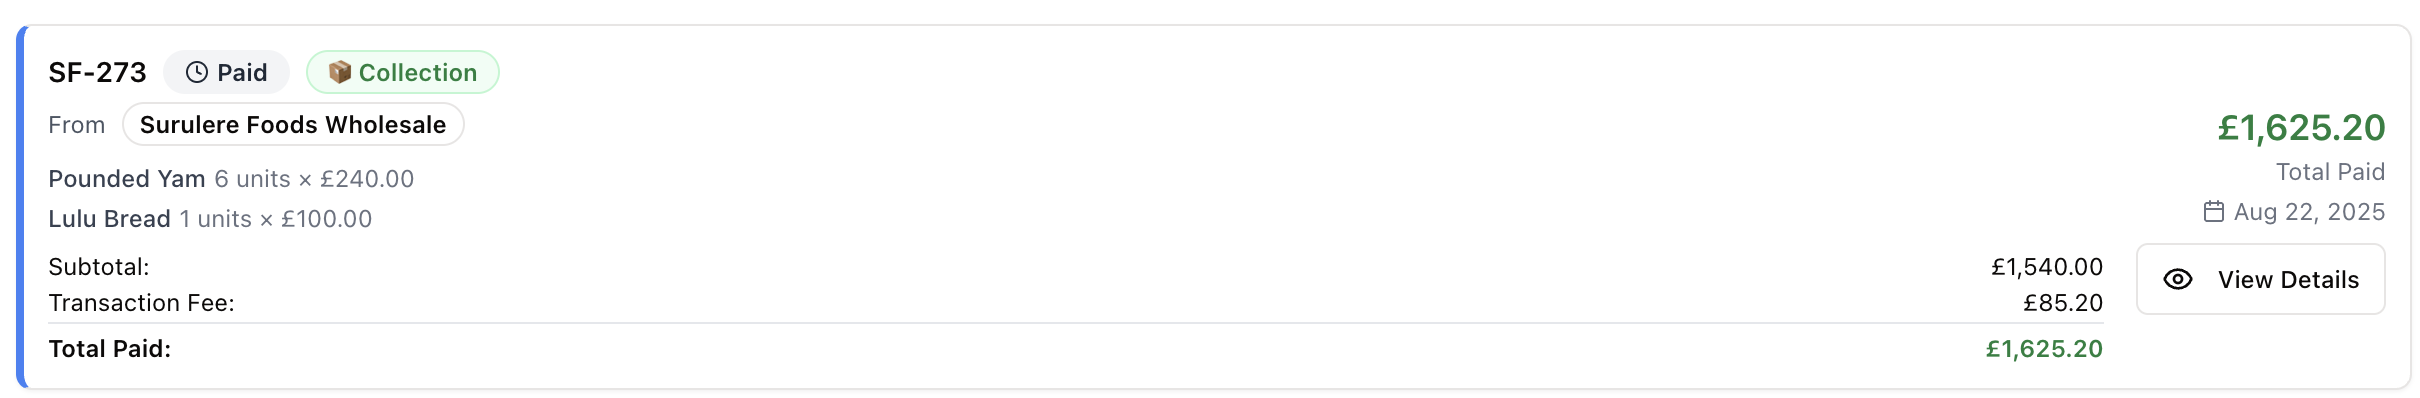 SF-273 Paid 📦 Collection
From Surulere Foods Wholesale
Pounded Yam 6 units × £240.00
Lulu Bread 1 units × £100.00
Subtotal: £1,540.00
Transaction Fee: £85.20
Total Paid: £1,625.20
£1,625.20
Total Paid
Aug 22, 2025
View Details